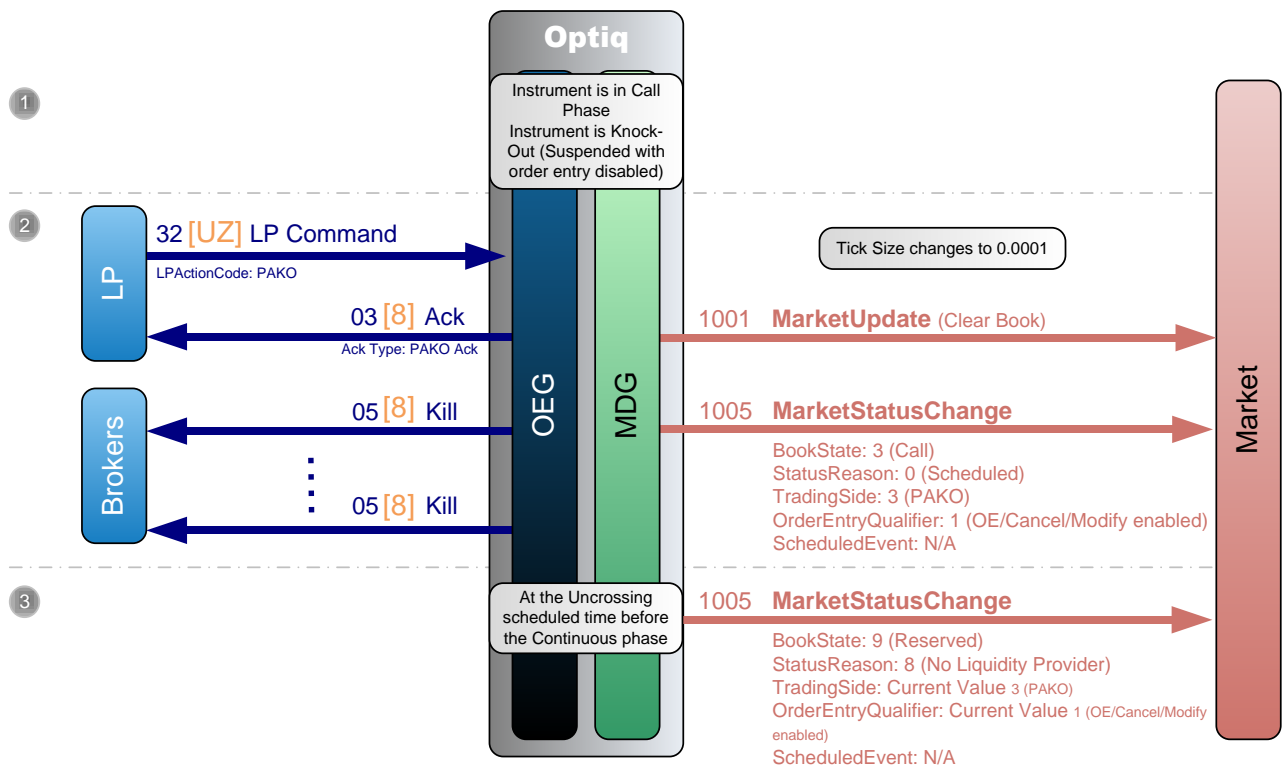 Optiq
1
Instrument is in Call
Phase
Instrument is Knock-
Out (Suspended with
order entry disabled)
2
LP
32 [UZ] LP Command
LPActionCode: PAKO
Tick Size changes to 0.0001
03 [8] Ack
Ack Type: PAKO Ack
1001 MarketUpdate (Clear Book)
OEG
MDG
Market
Brokers
05 [8] Kill
05 [8] Kill
1005 MarketStatusChange
BookState: 3 (Call)
StatusReason: 0 (Scheduled)
TradingSide: 3 (PAKO)
OrderEntryQualifier: 1 (OE/Cancel/Modify enabled)
ScheduledEvent: N/A
3
At the Uncrossing
scheduled time before
the Continuous phase
1005 MarketStatusChange
BookState: 9 (Reserved)
StatusReason: 8 (No Liquidity Provider)
TradingSide: Current Value 3 (PAKO)
OrderEntryQualifier: Current Value 1 (OE/Cancel/Modify
enabled)
ScheduledEvent: N/A